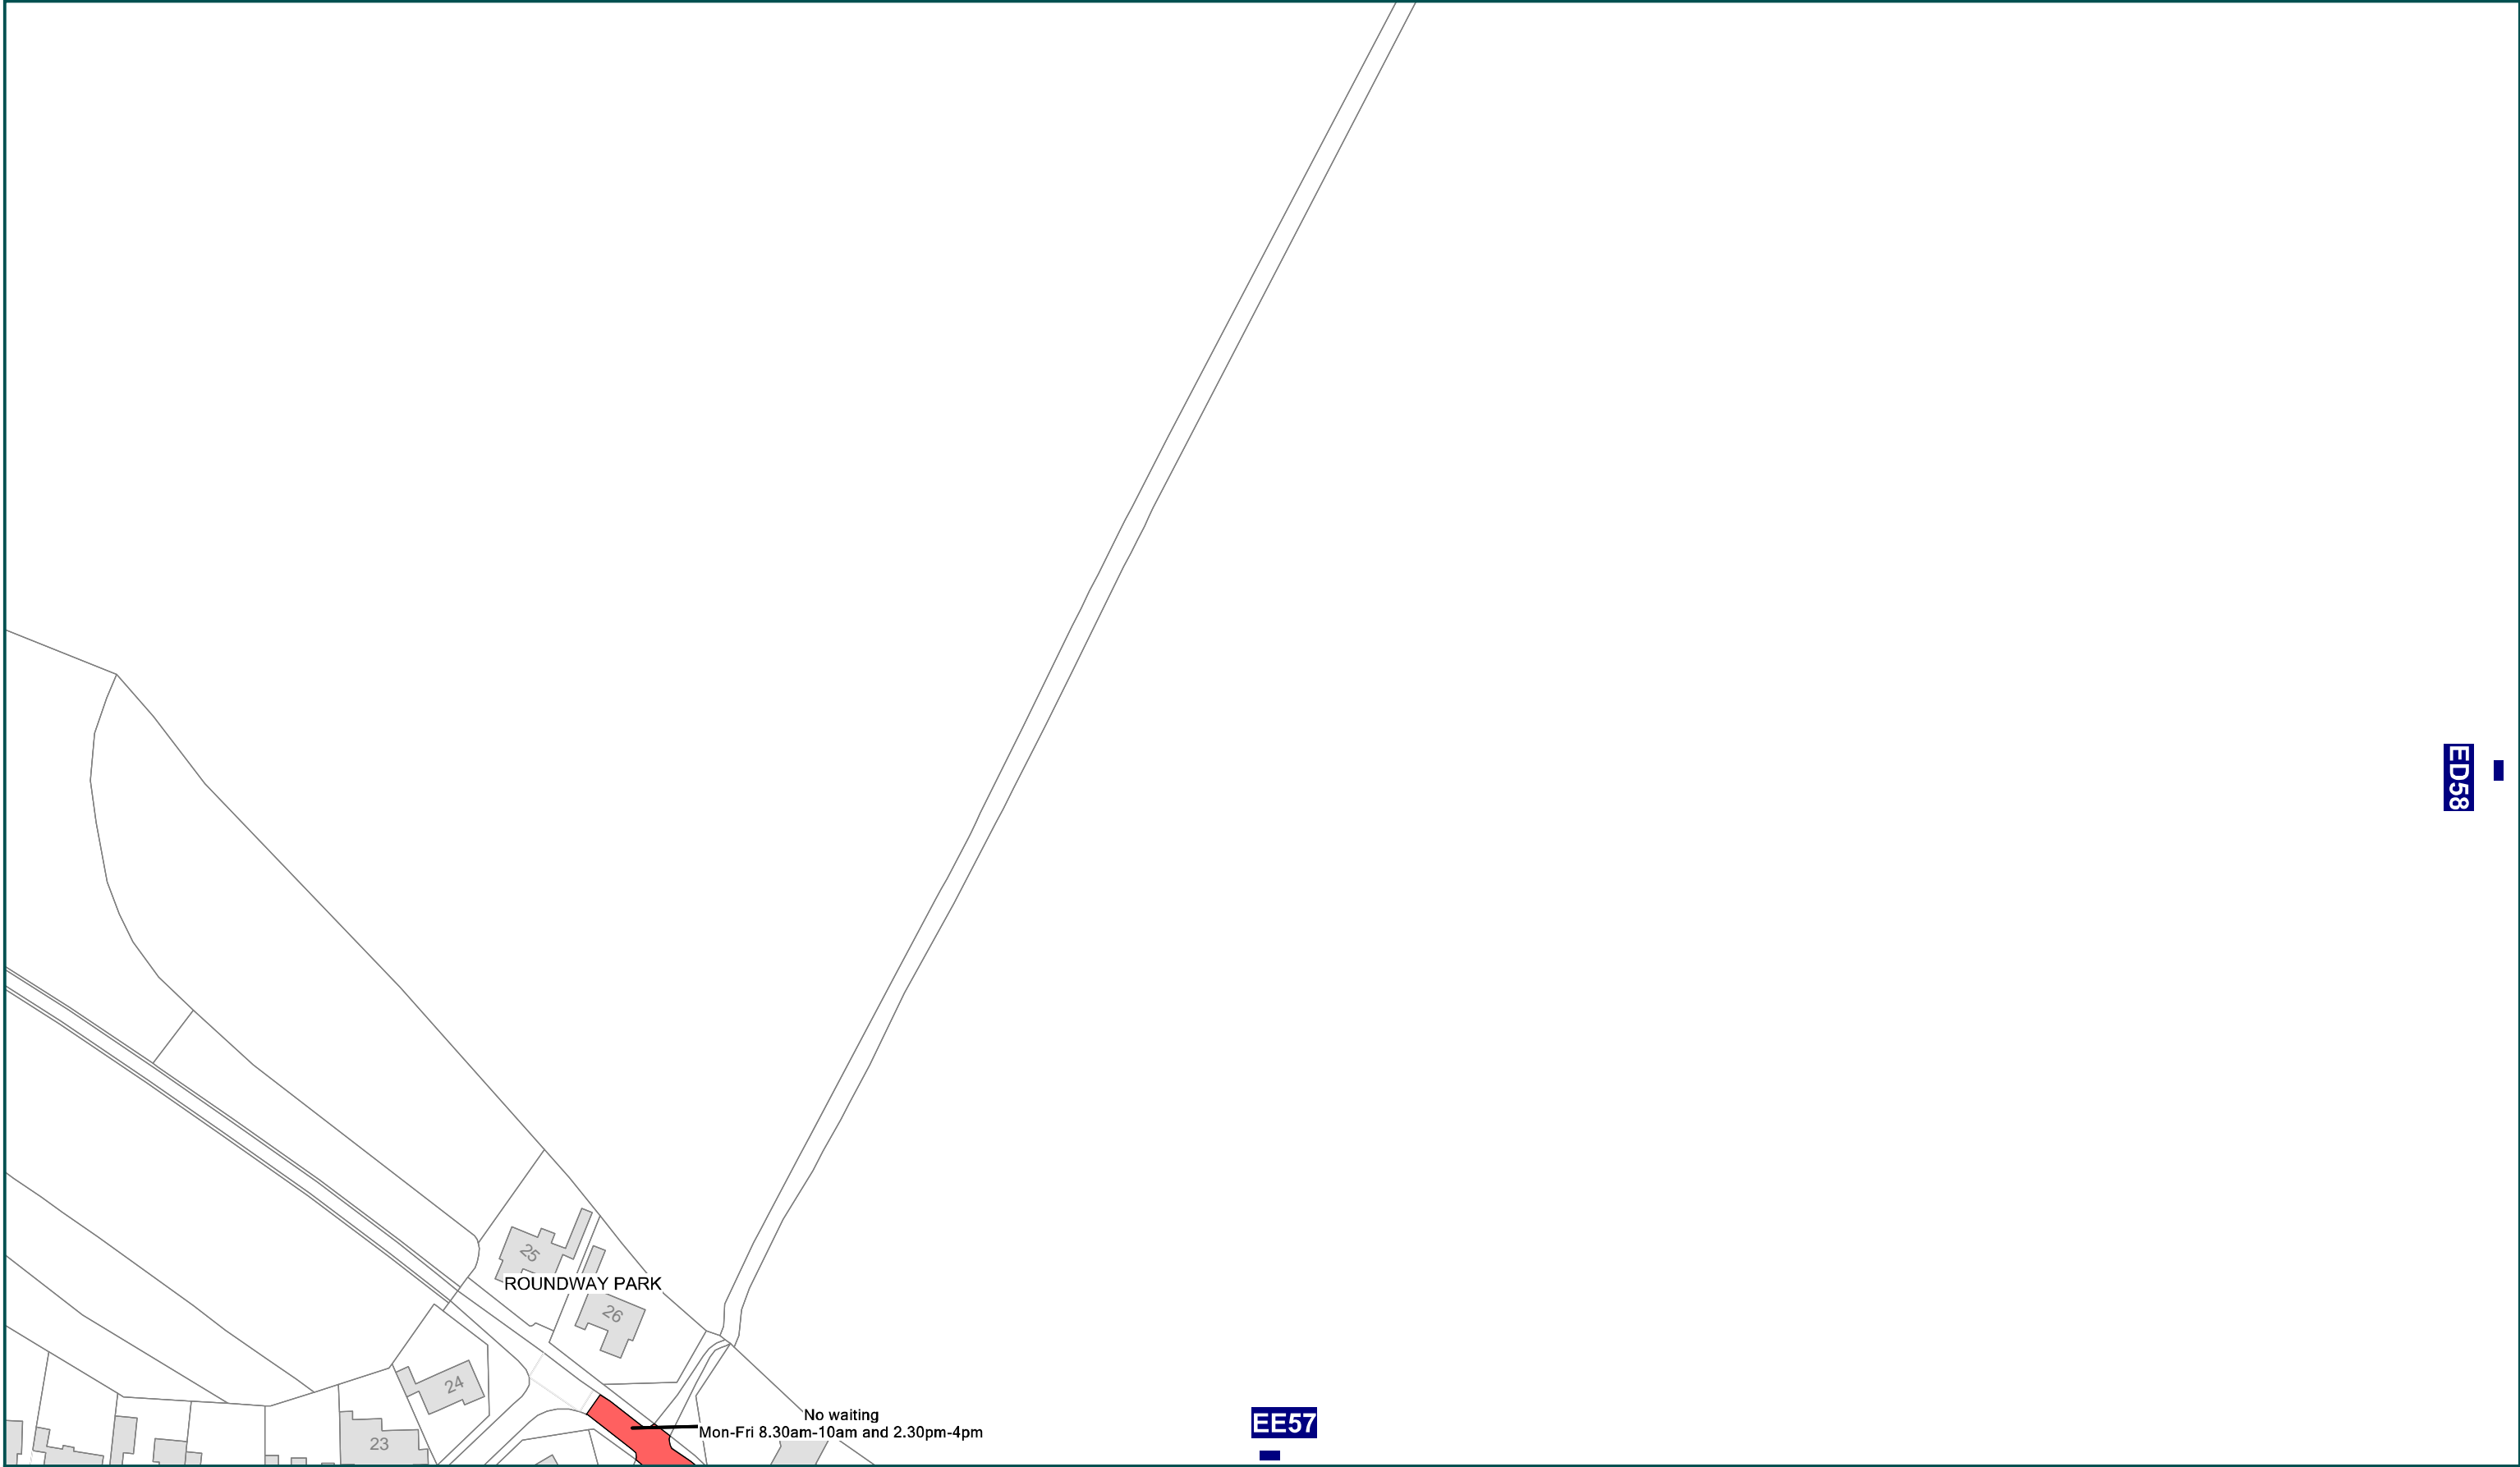 ED58
25
ROUNDWAY PARK
26
24
No waiting
Mon-Fri 8.30am-10am and 2.30pm-4pm
EE57
23